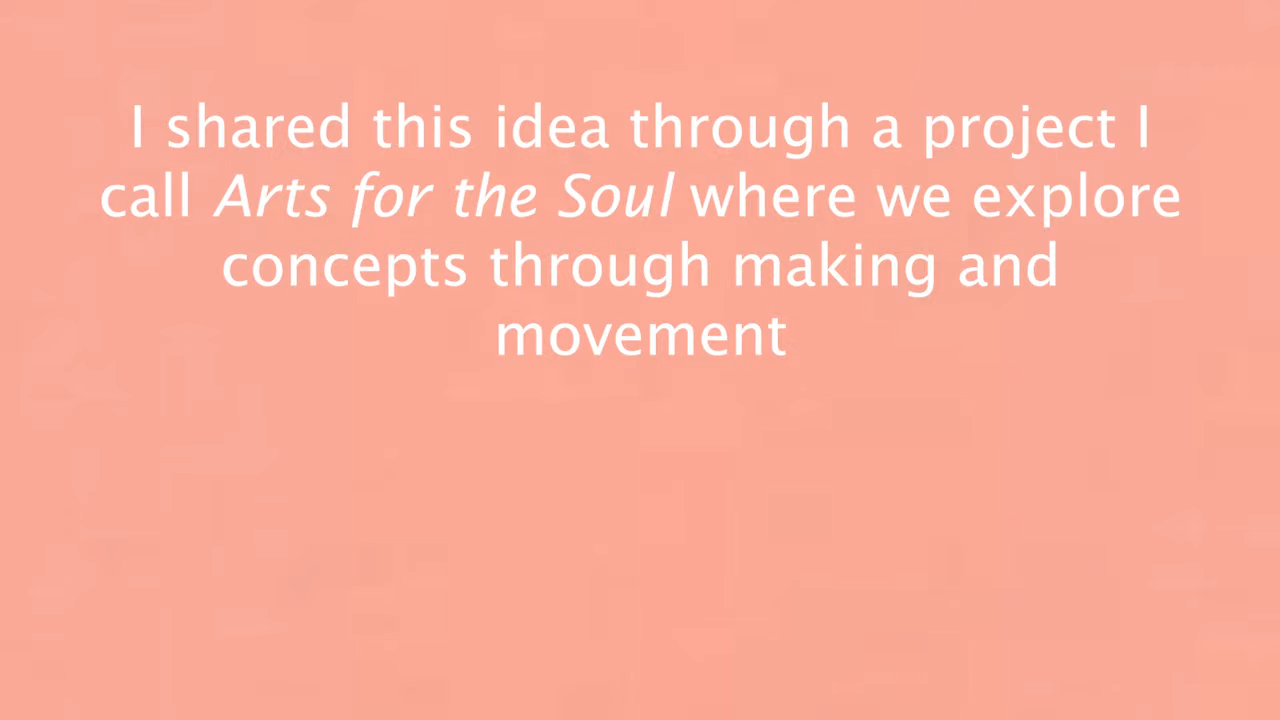 I shared this idea through a project I
call Arts for the Soul where we explore
concepts through making and
movement